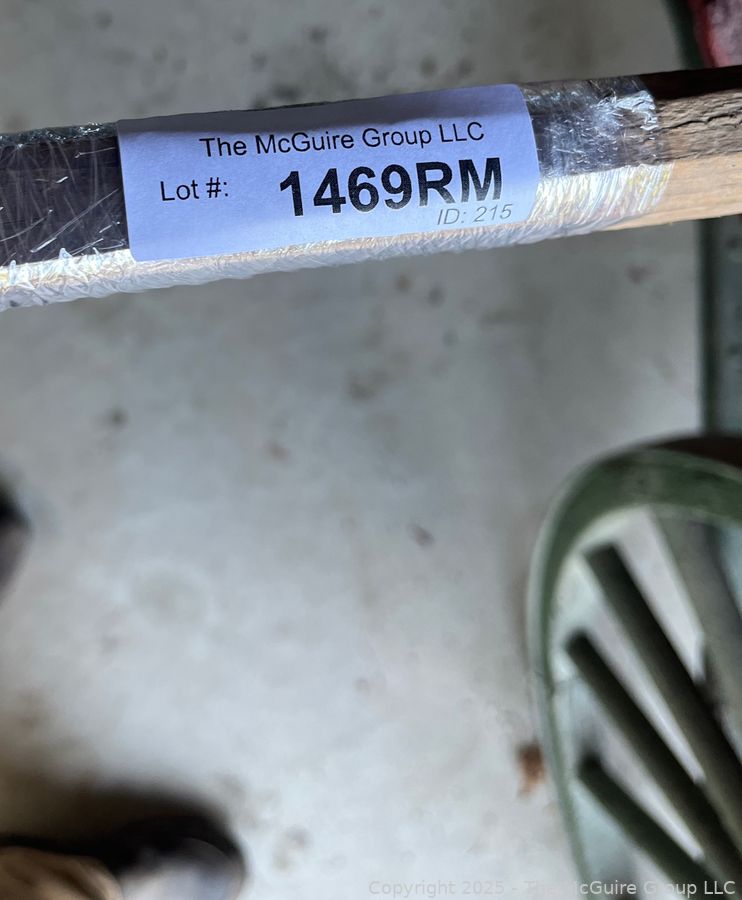 The McGuire Group LLC
Lot #: 1469RM
ID: 215
Copyright 2025 - The McGuire Group LLC